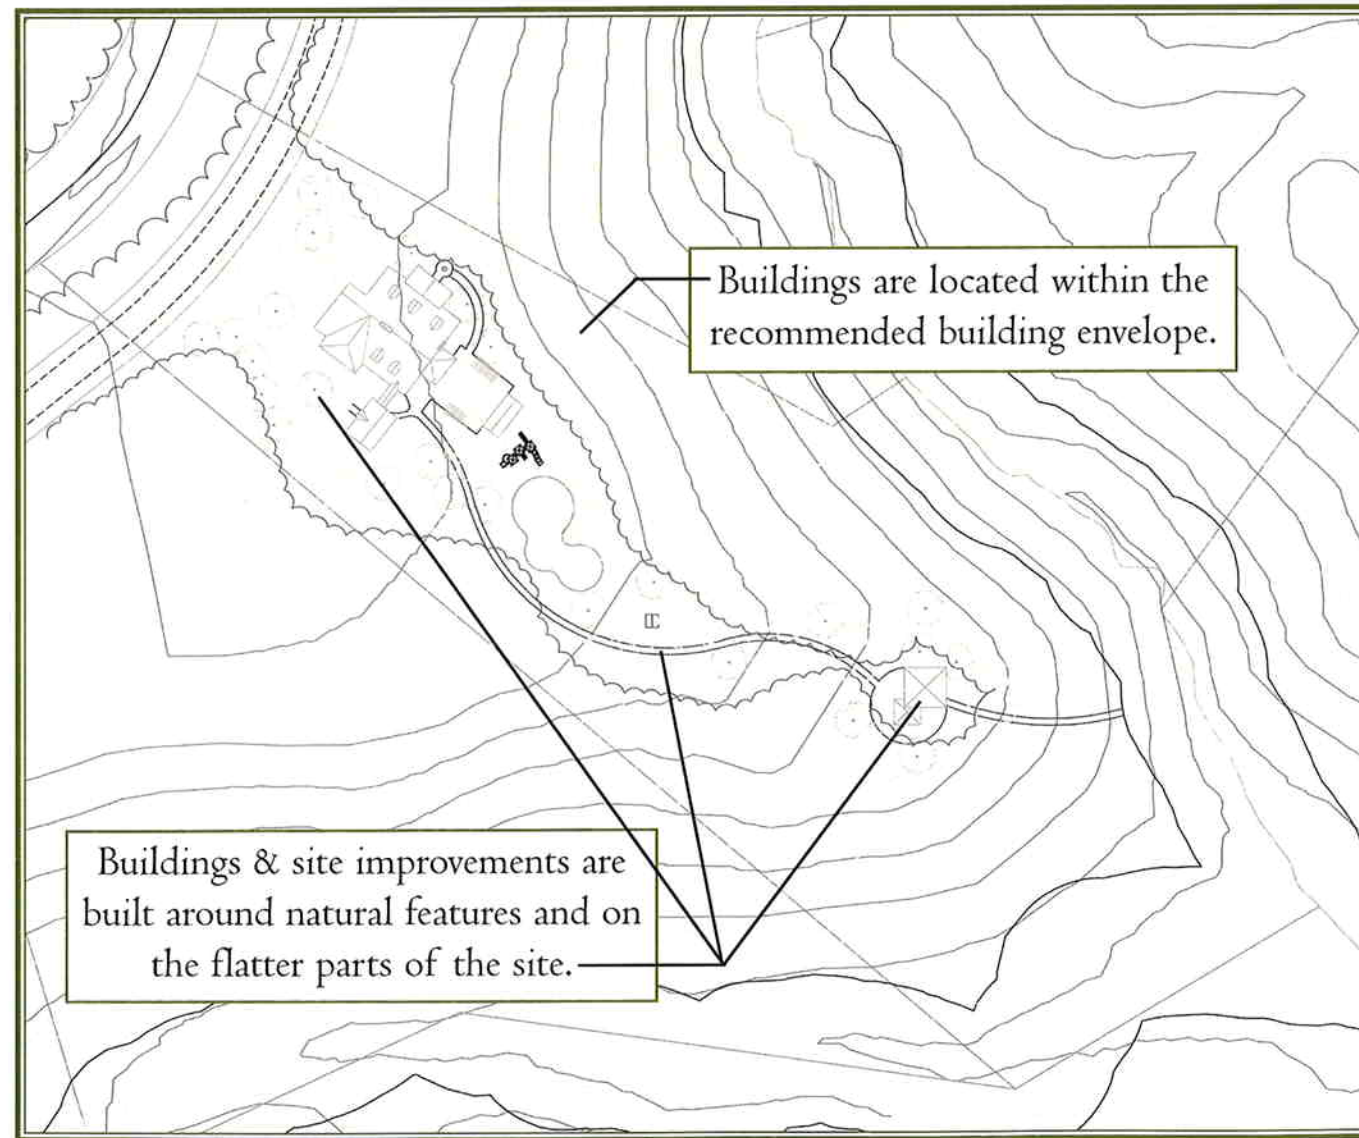 Buildings are located within the
recommended building envelope.
Buildings & site improvements are
built around natural features and on
the flatter parts of the site.